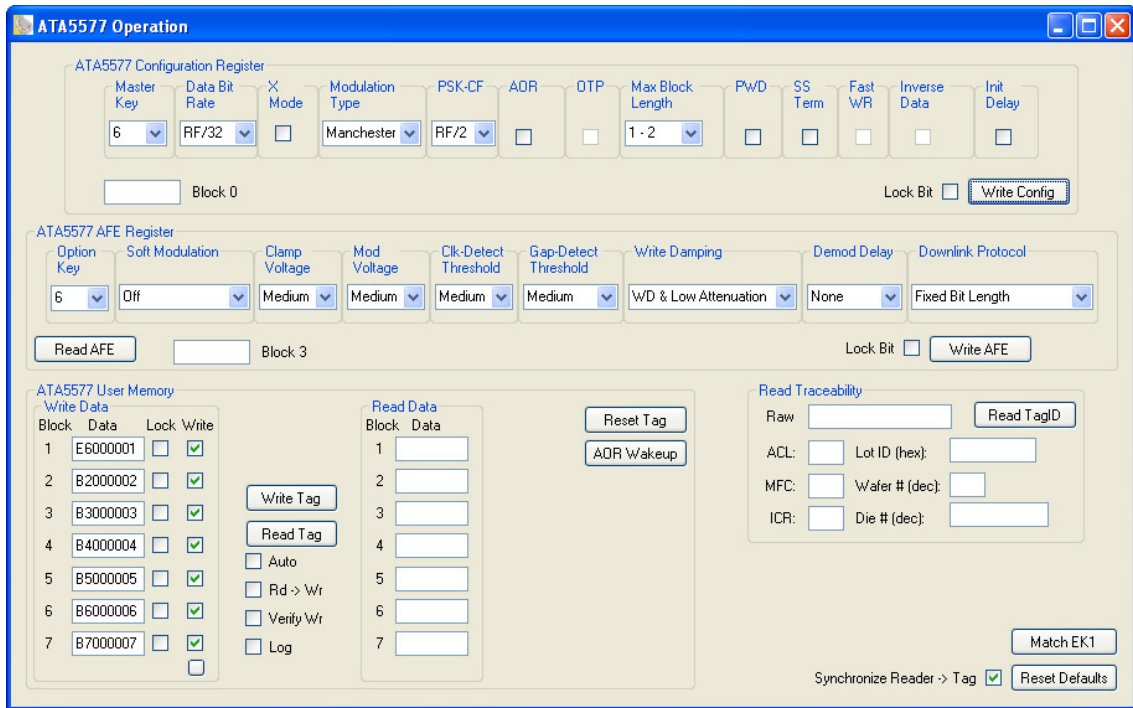 ATA5577 Operation
ATA5577 Configuration Register
Master Key
Data Bit Rate
X Mode
Modulation Type
PSK-CF
AOR
OTP
Max Block Length
PWD
SS Term
Fast WR
Inverse Data
Init Delay
6
RF/32
Manchester
RF/2
1 - 2
Block 0
Lock Bit
Write Config
ATA5577 AFE Register
Option Key
Soft Modulation
Clamp Voltage
Mod Voltage
Clk-Detect Threshold
Gap-Detect Threshold
Write Damping
Demod Delay
Downlink Protocol
6
Off
Medium
Medium
Medium
Medium
WD & Low Attenuation
None
Fixed Bit Length
Read AFE
Block 3
Lock Bit
Write AFE
ATA5577 User Memory
Write Data
Block Data Lock Write
1 E6000001
2 B2000002
3 B3000003
4 B4000004
5 B5000005
6 B6000006
7 B7000007
Write Tag
Read Tag
Auto
Rd -> Wr
Verify Wr
Log
Read Data
Block Data
1
2
3
4
5
6
7
Reset Tag
AOR Wakeup
Read Traceability
Raw
Read TagID
ACL:
Lot ID (hex):
MFC:
Wafer # (dec):
ICR:
Die # (dec):
Match EK1
Synchronize Reader -> Tag
Reset Defaults